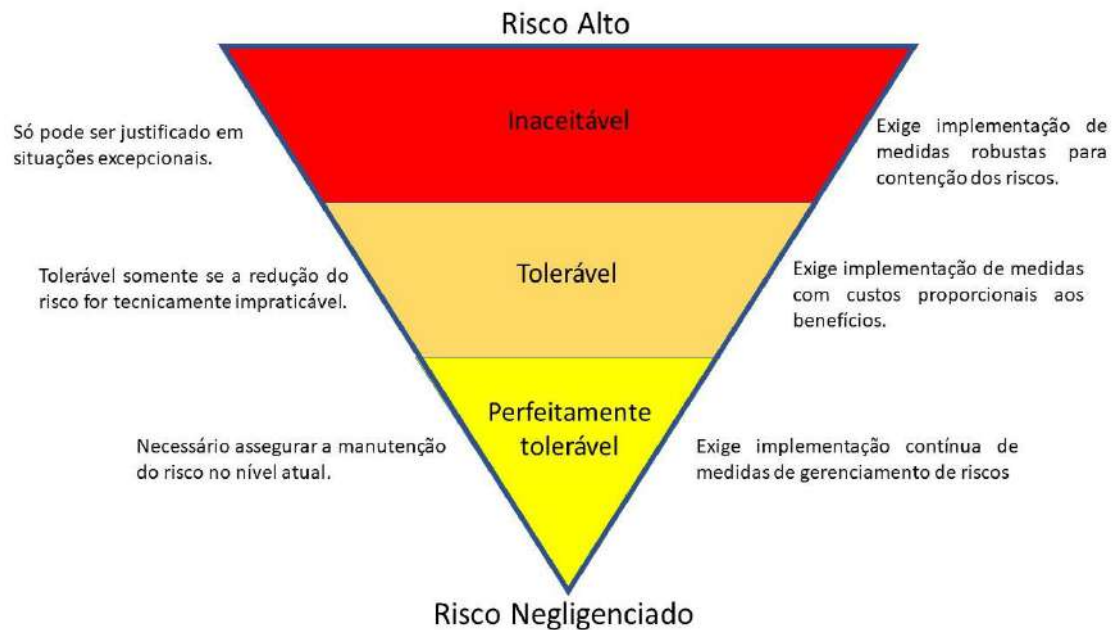 Risco Alto
Inaceitável
Só pode ser justificado em
situações excepcionais.
Exige implementação de
medidas robustas para
contenção dos riscos.
Tolerável
Tolerável somente se a redução do
risco for tecnicamente impraticável.
Exige implementação de medidas
com custos proporcionais aos
benefícios.
Perfeitamente
tolerável
Necessário assegurar a manutenção
do risco no nível atual.
Exige implementação contínua de
medidas de gerenciamento de riscos
Risco Negligenciado